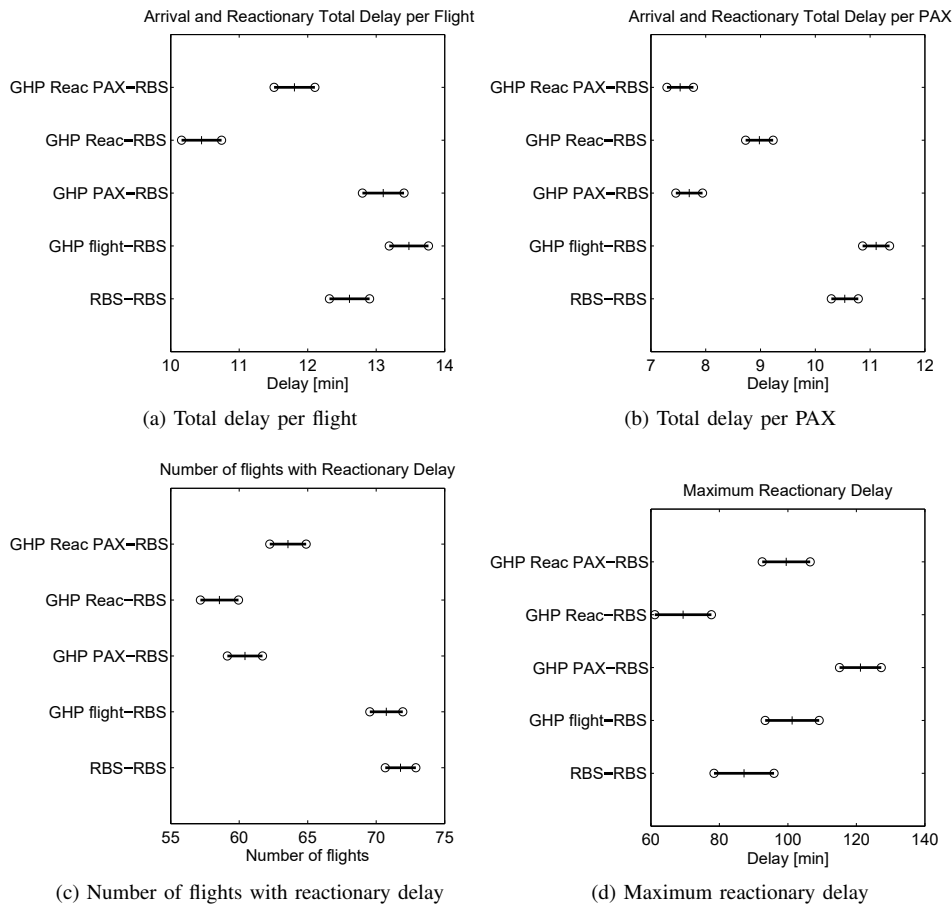 Arrival and Reactionary Total Delay per Flight
GHP Reac PAX−RBS
GHP Reac−RBS
GHP PAX−RBS
GHP flight−RBS
RBS−RBS
10 11 12 13 14
Delay [min]
(a) Total delay per flight
Arrival and Reactionary Total Delay per PAX
GHP Reac PAX−RBS
GHP Reac−RBS
GHP PAX−RBS
GHP flight−RBS
RBS−RBS
7 8 9 10 11 12
Delay [min]
(b) Total delay per PAX
Number of flights with Reactionary Delay
GHP Reac PAX−RBS
GHP Reac−RBS
GHP PAX−RBS
GHP flight−RBS
RBS−RBS
55 60 65 70 75
Number of flights
(c) Number of flights with reactionary delay
Maximum Reactionary Delay
GHP Reac PAX−RBS
GHP Reac−RBS
GHP PAX−RBS
GHP flight−RBS
RBS−RBS
60 80 100 120 140
Delay [min]
(d) Maximum reactionary delay